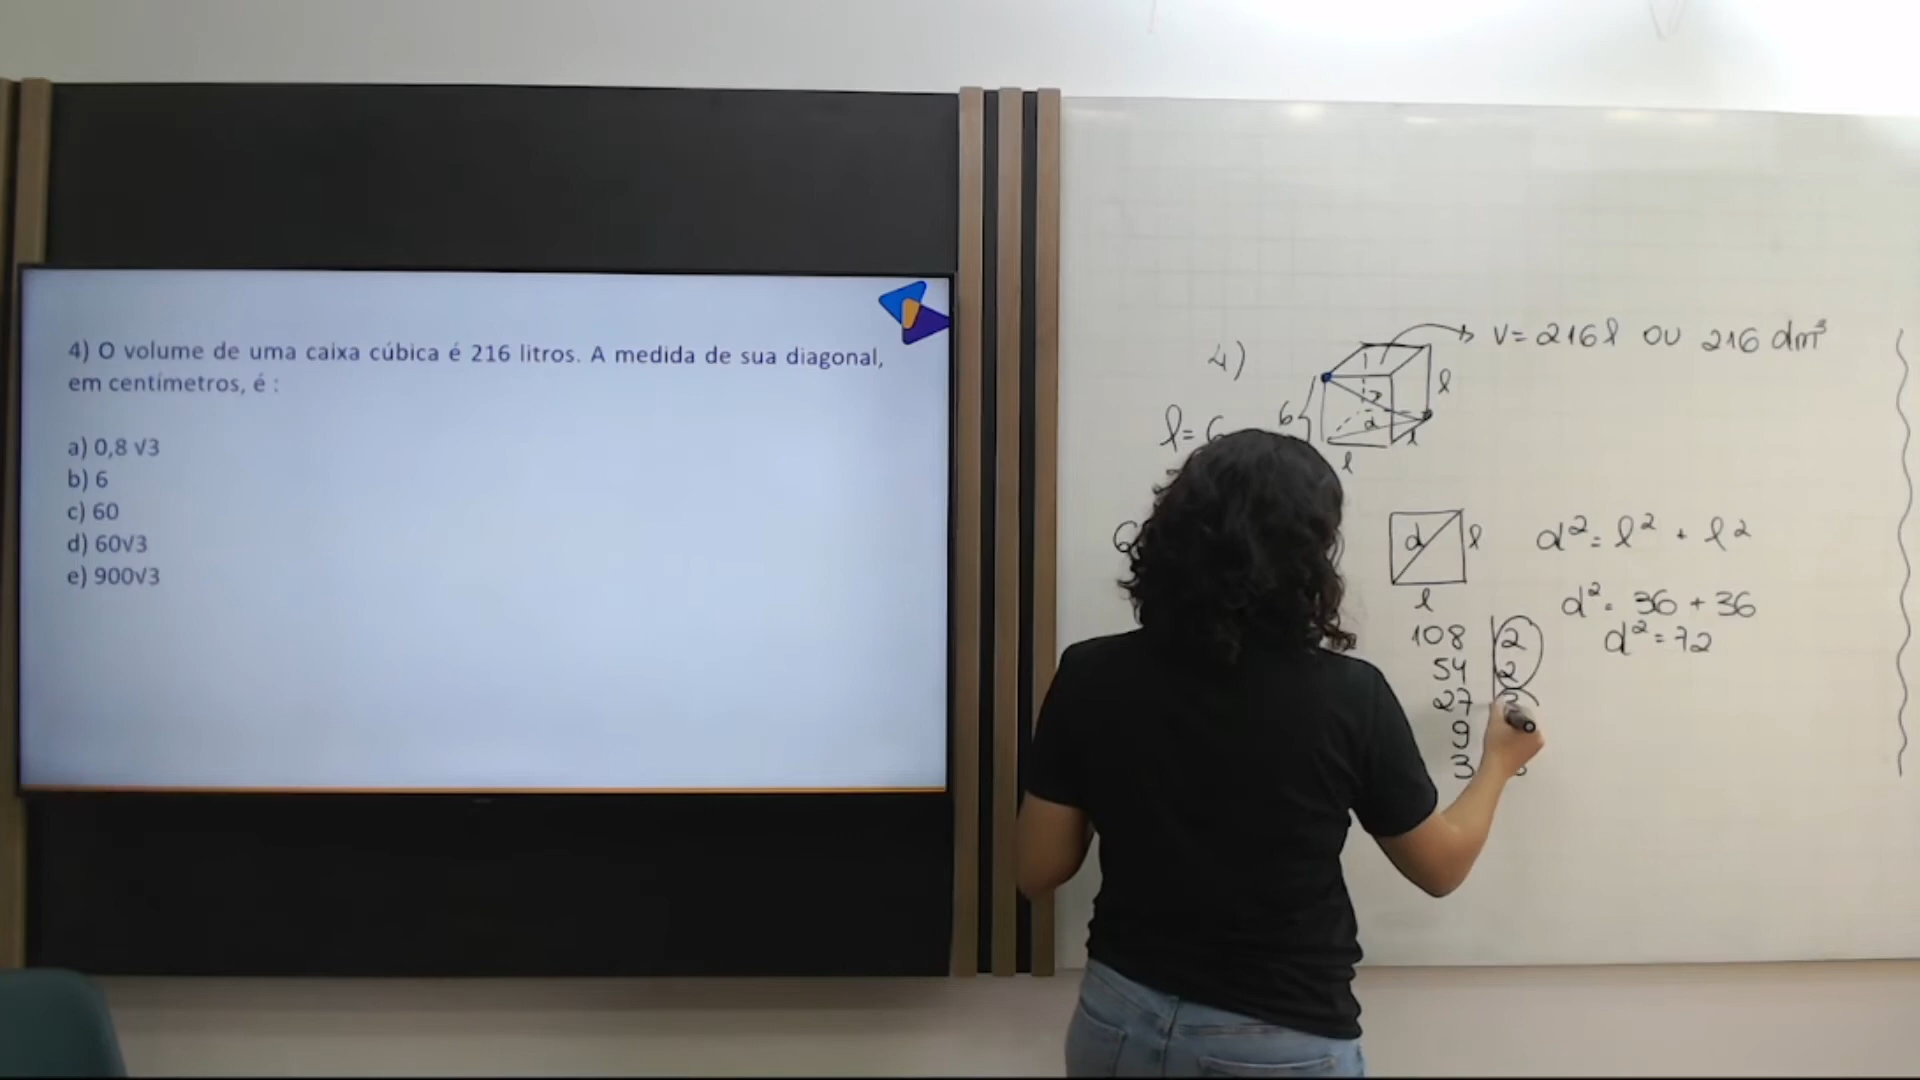 4) O volume de uma caixa cúbica é 216 litros. A medida de sua diagonal,
em centímetros, é :
a) 0,8 √3
b) 6
c) 60
d) 60√3
e) 900√3
4)
V= 216 l OU 216 dm³
l
6
d
l
l
l= 6
6
d
l
l
d² = l² + l²
d² = 36 + 36
d² = 72
108 2
54 2
27
9
3